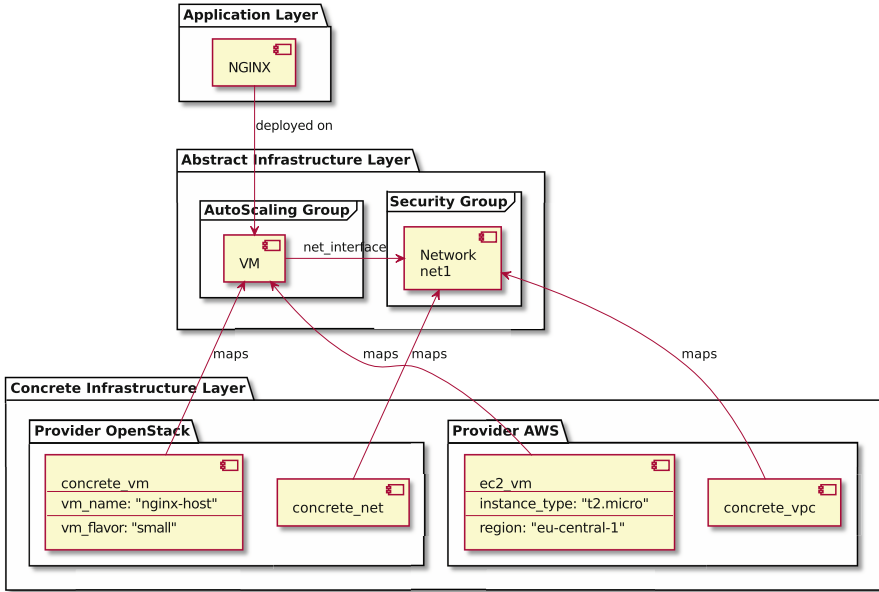 Application Layer
NGINX
deployed on
Abstract Infrastructure Layer
AutoScaling Group
Security Group
VM
net_interface
Network
net1
maps
maps
maps
maps
Concrete Infrastructure Layer
Provider OpenStack
Provider AWS
concrete_vm
vm_name: "nginx-host"
vm_flavor: "small"
concrete_net
ec2_vm
instance_type: "t2.micro"
region: "eu-central-1"
concrete_vpc